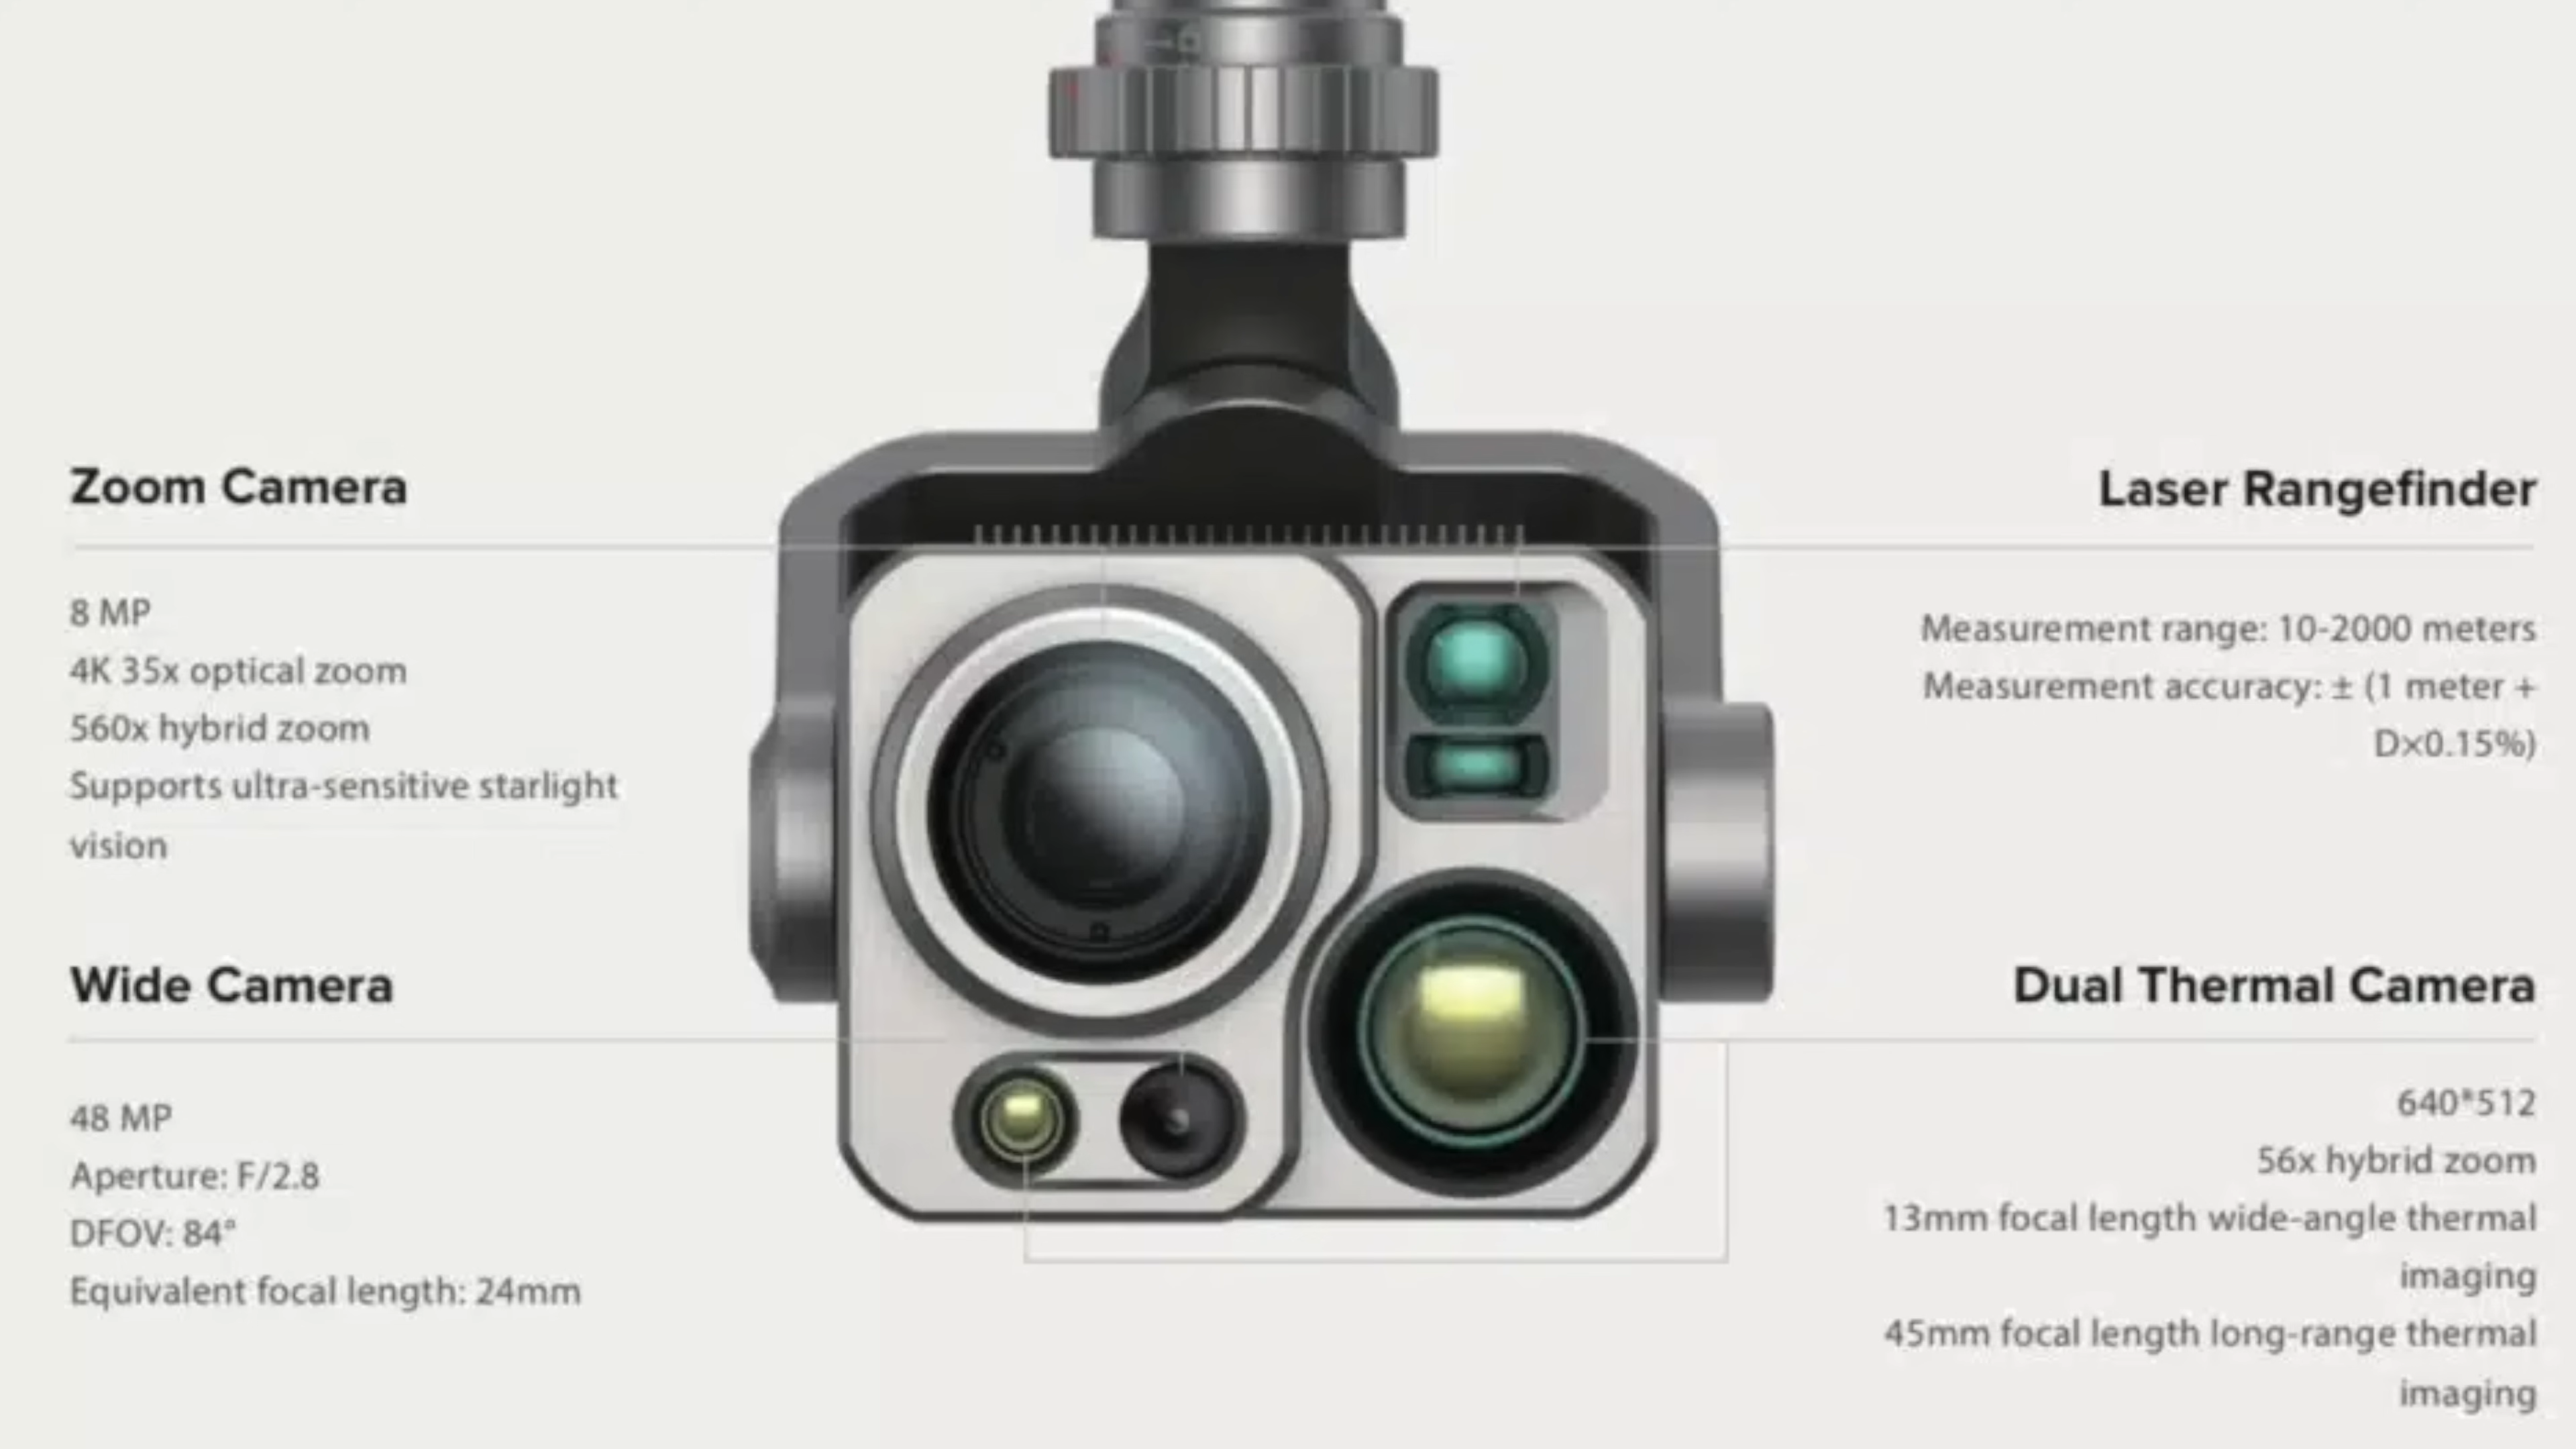 Zoom Camera
8 MP
4K 35x optical zoom
560x hybrid zoom
Supports ultra-sensitive starlight
vision
Wide Camera
48 MP
Aperture: F/2.8
DFOV: 84°
Equivalent focal length: 24mm
Laser Rangefinder
Measurement range: 10-2000 meters
Measurement accuracy: ± (1 meter +
D×0.15%)
Dual Thermal Camera
640*512
56x hybrid zoom
13mm focal length wide-angle thermal
imaging
45mm focal length long-range thermal
imaging